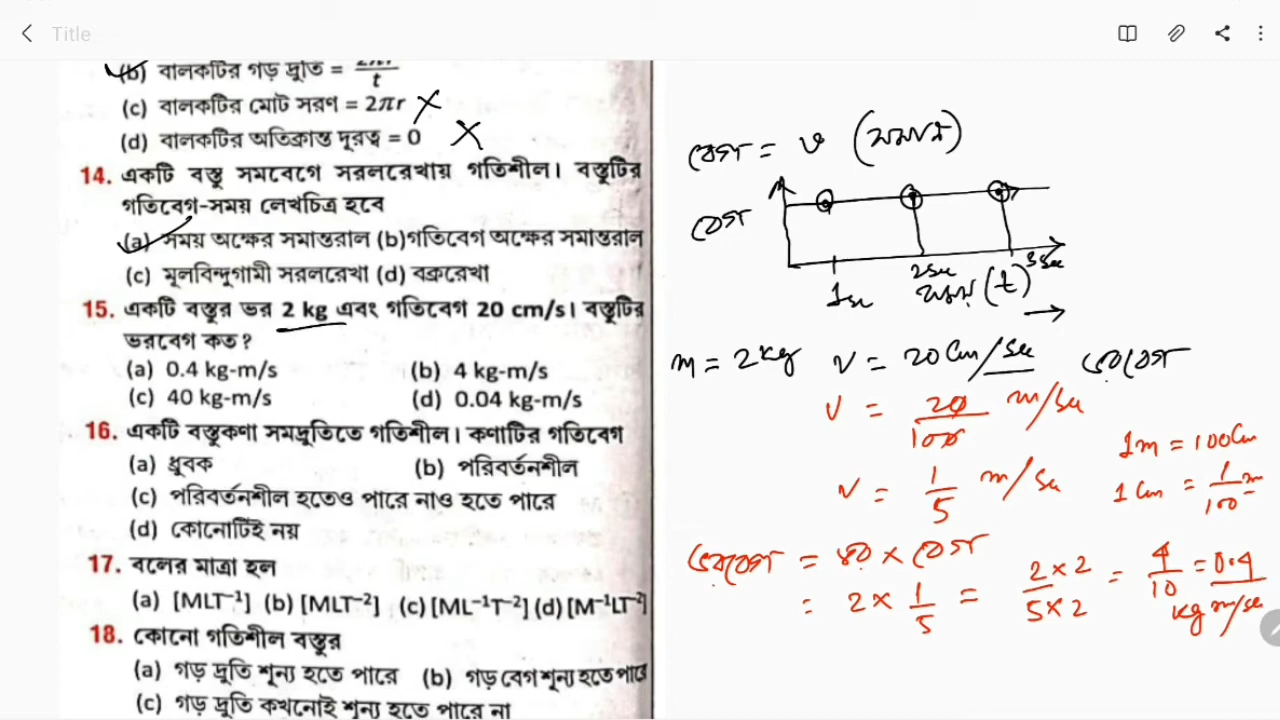 Title
(b) বালকটির গড় দ্রুতি = 2πr/t
(c) বালকটির মোট সরণ = 2πr ×
(d) বালকটির অতিক্রান্ত দূরত্ব = 0 ×
14. একটি বস্তু সমবেগে সরলরেখায় গতিশীল। বস্তুটির
গতিবেগ-সময় লেখচিত্র হবে
(a) সময় অক্ষের সমান্তরাল (b)গতিবেগ অক্ষের সমান্তরাল
(c) মূলবিন্দুগামী সরলরেখা (d) বক্ররেখা
15. একটি বস্তুর ভর 2 kg এবং গতিবেগ 20 cm/s। বস্তুটির
ভরবেগ কত?
(a) 0.4 kg-m/s (b) 4 kg-m/s
(c) 40 kg-m/s (d) 0.04 kg-m/s
16. একটি বস্তুকণা সমদ্রুতিতে গতিশীল। কণাটির গতিবেগ
(a) ধ্রুবক (b) পরিবর্তনশীল
(c) পরিবর্তনশীল হতেও পারে নাও হতে পারে
(d) কোনোটিই নয়
17. বলের মাত্রা হল
(a) [MLT⁻¹] (b) [MLT⁻²] (c) [ML⁻¹T⁻²] (d) [M⁻¹LT⁻²]
18. কোনো গতিশীল বস্তুর
(a) গড় দ্রুতি শূন্য হতে পারে (b) গড় বেগ শূন্য হতে পারে
(c) গড় দ্রুতি কখনোই শূন্য হতে পারে না
বেগ = v
বেগ
1sec 2sec 3sec
সময় (t)
m = 2 kg v = 20 Cm/sec ভরবেগ
v = 20/100 m/sec
1m = 100Cm
v = 1/5 m/sec
1 Cm = 1/100 m
ভরবেগ = ভর × বেগ
= 2 × 1/5 = 2×2/5×2 = 4/10 = 0.4
kg m/sec